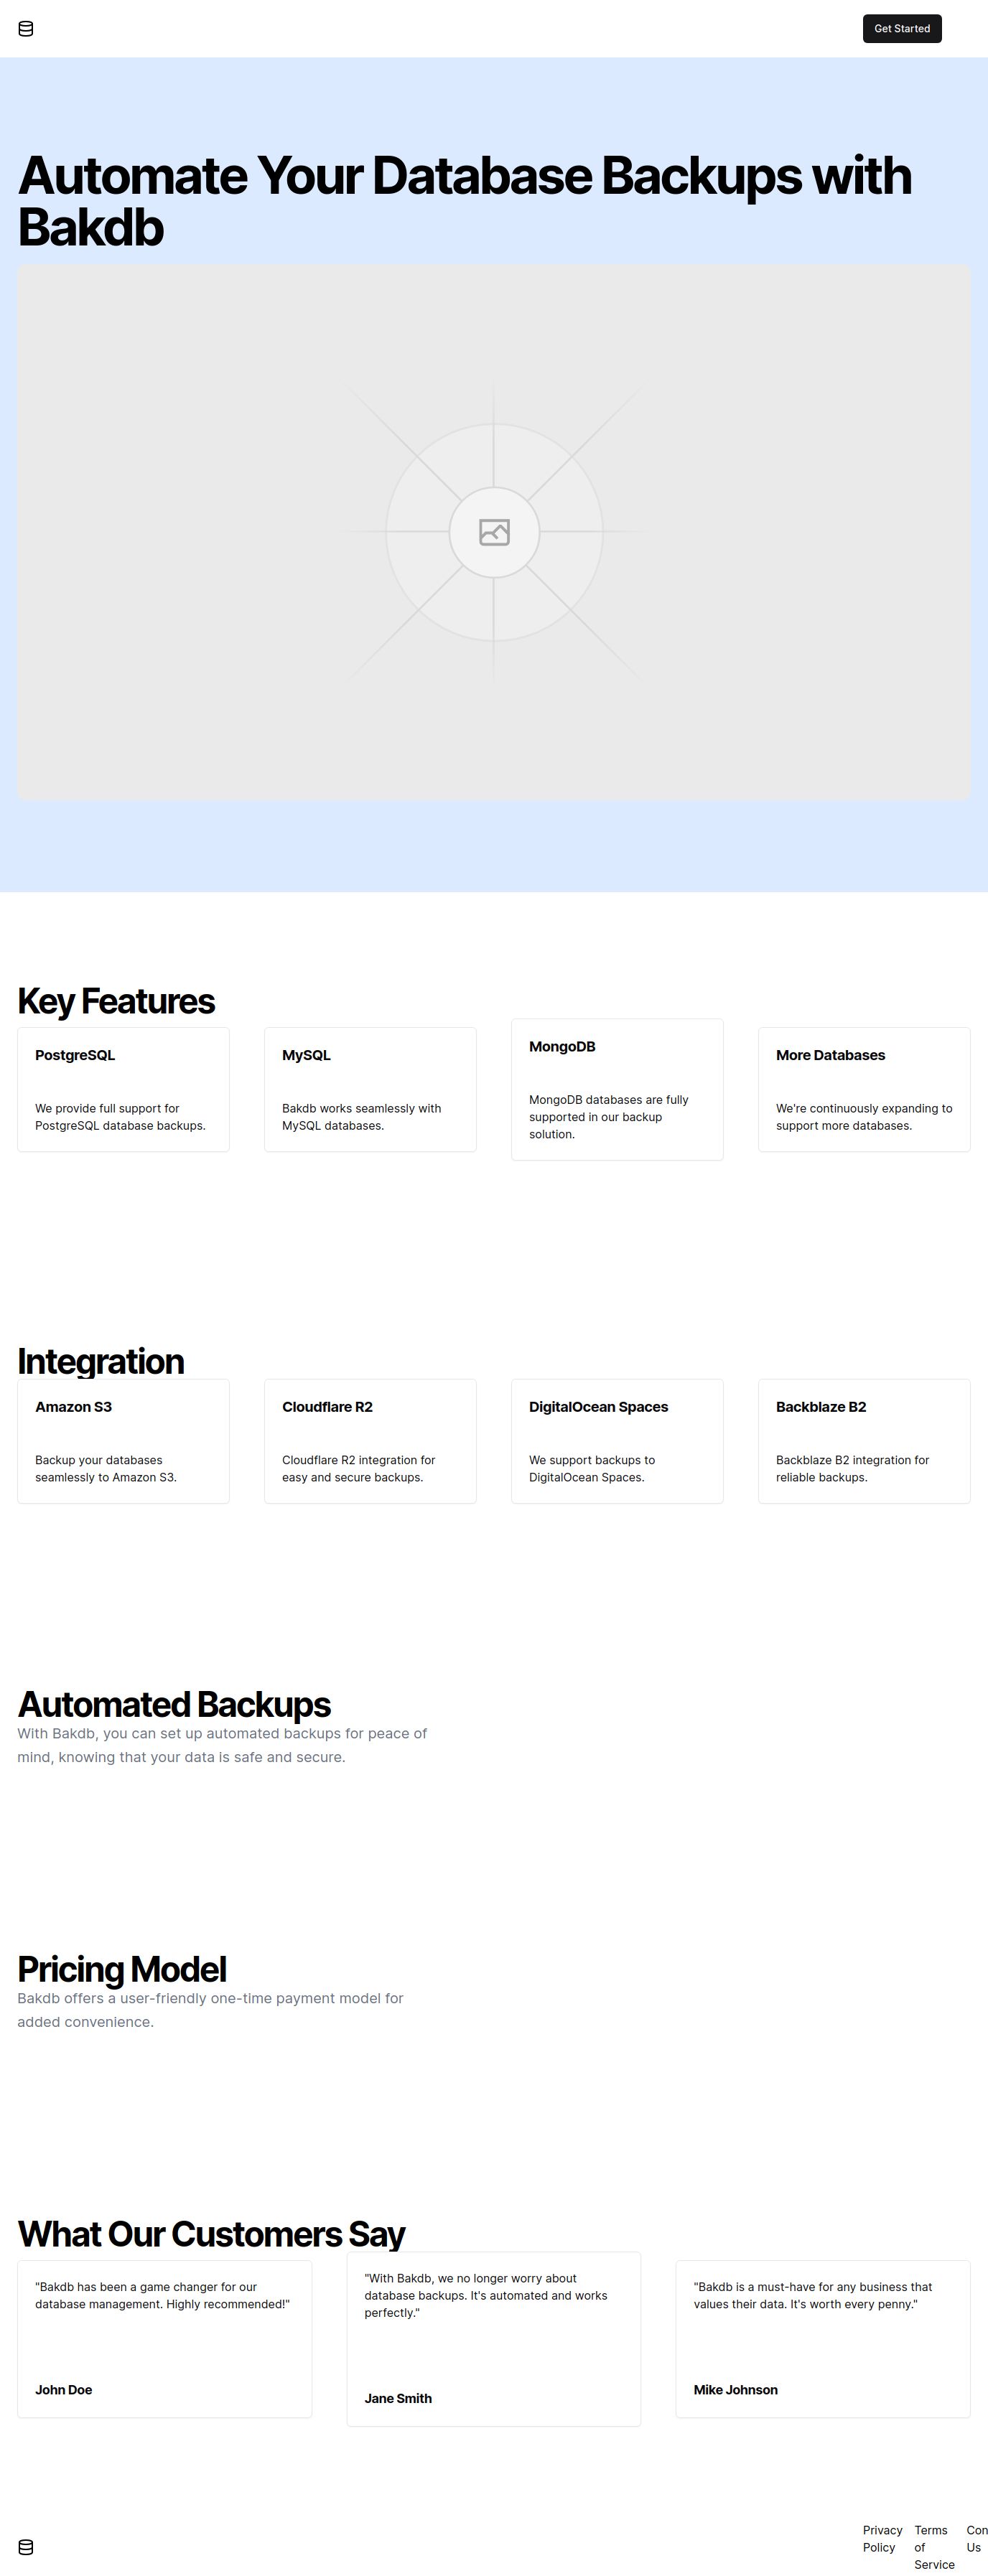 Get Started
Automate Your Database Backups with
Bakdb
Key Features
PostgreSQL
We provide full support for
PostgreSQL database backups.
MySQL
Bakdb works seamlessly with
MySQL databases.
MongoDB
MongoDB databases are fully
supported in our backup
solution.
More Databases
We're continuously expanding to
support more databases.
Integration
Amazon S3
Backup your databases
seamlessly to Amazon S3.
Cloudflare R2
Cloudflare R2 integration for
easy and secure backups.
DigitalOcean Spaces
We support backups to
DigitalOcean Spaces.
Backblaze B2
Backblaze B2 integration for
reliable backups.
Automated Backups
With Bakdb, you can set up automated backups for peace of
mind, knowing that your data is safe and secure.
Pricing Model
Bakdb offers a user-friendly one-time payment model for
added convenience.
What Our Customers Say
"Bakdb has been a game changer for our
database management. Highly recommended!"
John Doe
"With Bakdb, we no longer worry about
database backups. It's automated and works
perfectly."
Jane Smith
"Bakdb is a must-have for any business that
values their data. It's worth every penny."
Mike Johnson
Privacy
Policy
Terms
of
Service
Con
Us